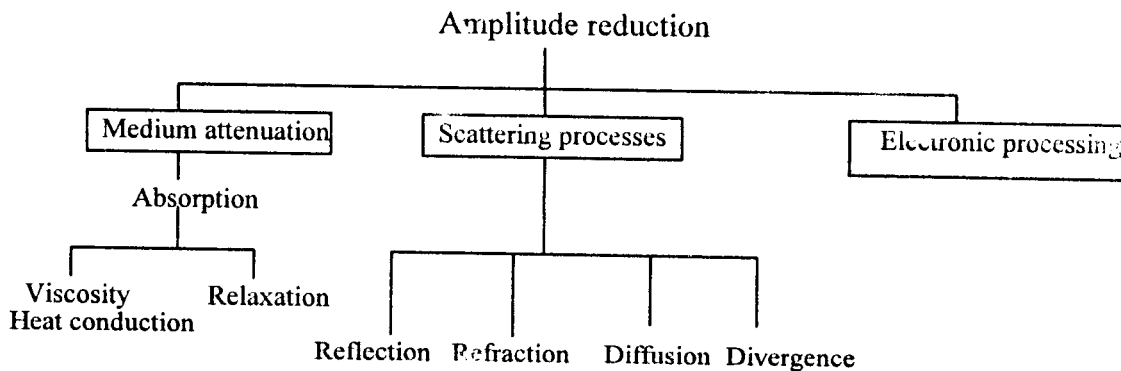 Amplitude reduction
Medium attenuation
Scattering processes
Electronic processing
Absorption
Viscosity
Heat conduction
Relaxation
Reflection
Refraction
Diffusion
Divergence